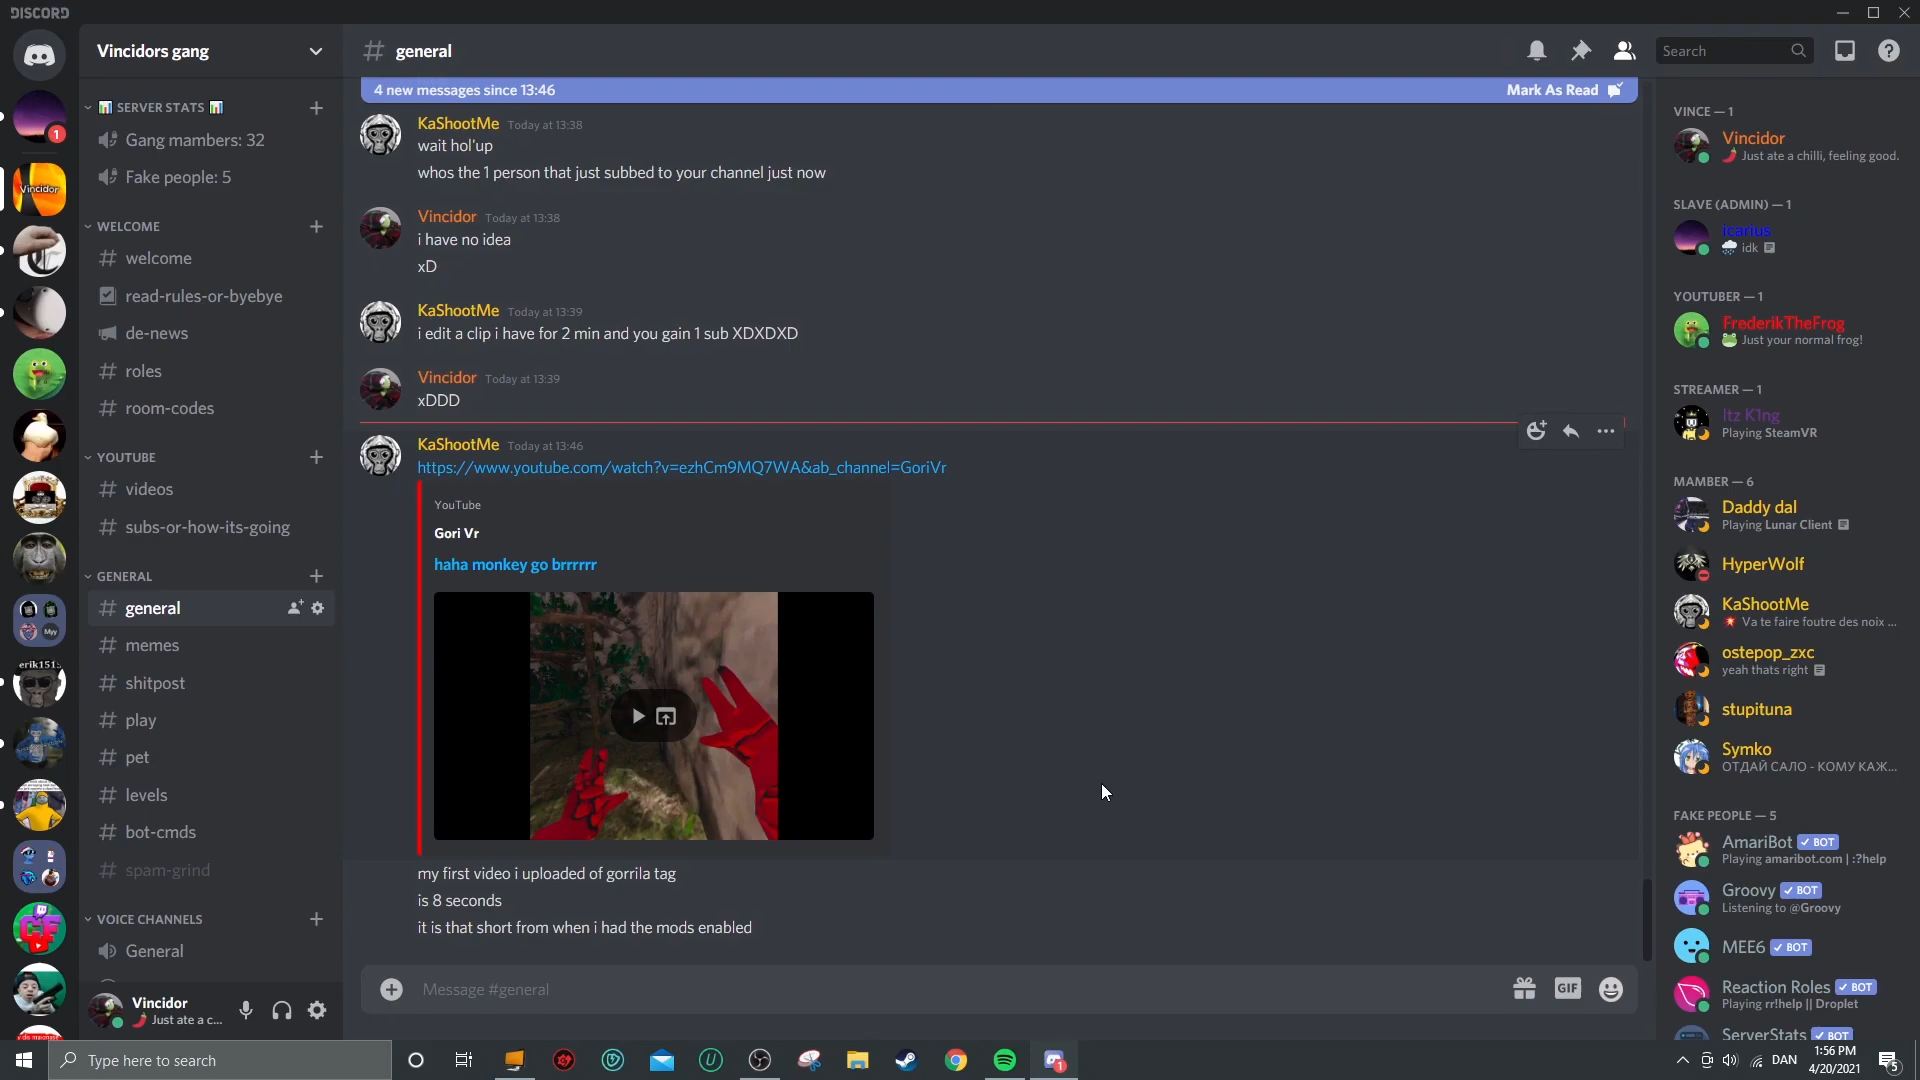 DISCORD
Vincidors gang
general
Search
SERVER STATS
Gang mambers: 32
Fake people: 5
WELCOME
welcome
read-rules-or-byebye
de-news
roles
room-codes
YOUTUBE
videos
subs-or-how-its-going
GENERAL
general
memes
shitpost
play
pet
levels
bot-cmds
spam-grind
VOICE CHANNELS
General
Vincidor
Just ate a c...
1
Vincidor
erik151
Myy
4 new messages since 13:46
Mark As Read
KaShootMe Today at 13:38
wait hol'up
whos the 1 person that just subbed to your channel just now
Vincidor Today at 13:38
i have no idea
xD
KaShootMe Today at 13:39
i edit a clip i have for 2 min and you gain 1 sub XDXDXD
Vincidor Today at 13:39
xDDD
KaShootMe Today at 13:46
https://www.youtube.com/watch?v=ezhCm9MQ7WA&ab_channel=GoriVr
YouTube
Gori Vr
haha monkey go brrrrrr
my first video i uploaded of gorrila tag
is 8 seconds
it is that short from when i had the mods enabled
Message #general
GIF
VINCE — 1
Vincidor
Just ate a chilli, feeling good.
SLAVE (ADMIN) — 1
icarius
idk
YOUTUBER — 1
FrederikTheFrog
Just your normal frog!
STREAMER — 1
Itz K1ng
Playing SteamVR
MAMBER — 6
Daddy dal
Playing Lunar Client
HyperWolf
KaShootMe
Va te faire foutre des noix ...
ostepop_zxc
yeah thats right
stupituna
Symko
ОТДАЙ САЛО - КОМУ КАЖ...
FAKE PEOPLE — 5
AmariBot BOT
Playing amaribot.com | :?help
Groovy BOT
Listening to @Groovy
MEE6 BOT
Reaction Roles BOT
Playing rr!help || Droplet
ServerStats BOT
Type here to search
1
DAN
1:56 PM
4/20/2021
5